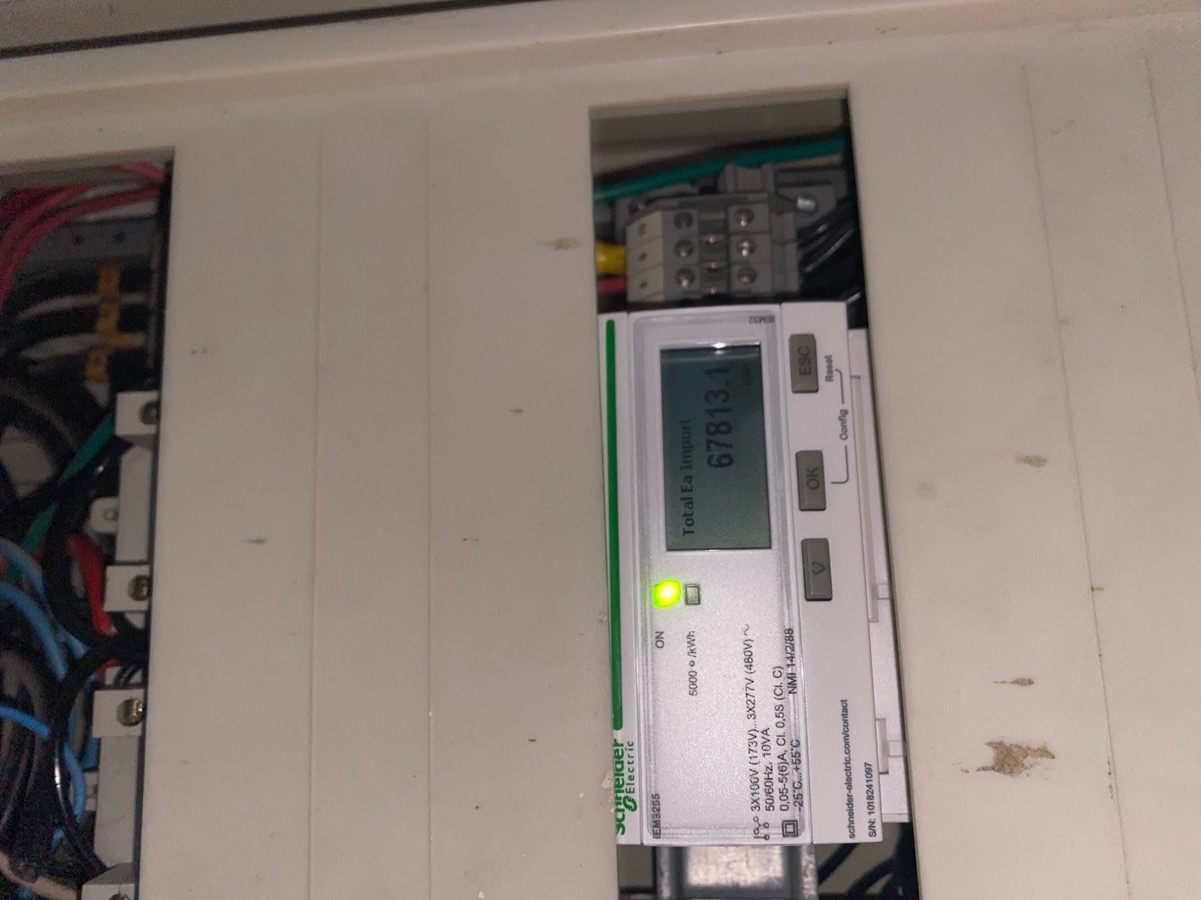 Schneider
Electric
iEM3255
ON
5000 /kWh
Total Ea Import
67813.1
kWh
3X100V (173V)...3X277V (480V) ~
50/60Hz, 10VA
0,05-5(6)A, Cl. 0,5S (Cl. C)
-25°C...+55°C
NMI 14/2/88
iEM32
OK
ESC
Reset
Config
schneider-electric.com/contact
S/N: 1018241097